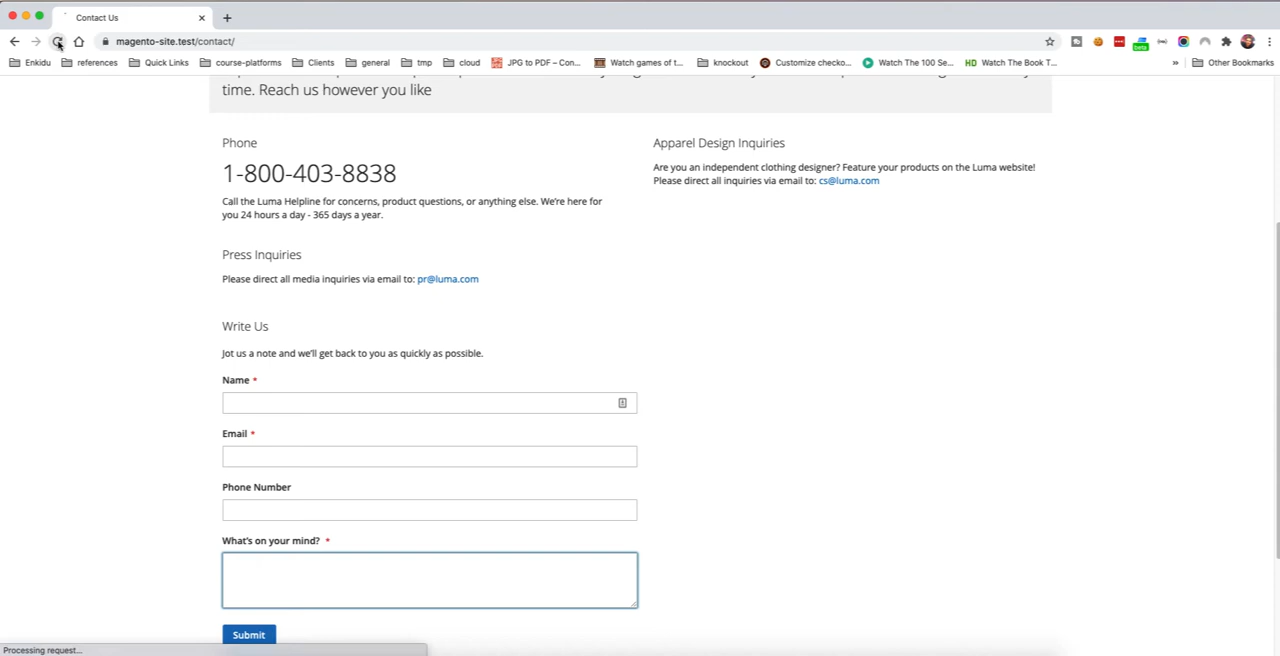 Contact Us
magento-site.test/contact/
beta
Enkidu references Quick Links course-platforms Clients general tmp cloud JPG to PDF – Con... Watch games of t... knockout Customize checko... Watch The 100 Se... HD Watch The Book T... » Other Bookmarks
time. Reach us however you like
Phone
1-800-403-8838
Call the Luma Helpline for concerns, product questions, or anything else. We're here for
you 24 hours a day - 365 days a year.
Press Inquiries
Please direct all media inquiries via email to: pr@luma.com
Apparel Design Inquiries
Are you an independent clothing designer? Feature your products on the Luma website!
Please direct all inquiries via email to: cs@luma.com
Write Us
Jot us a note and we'll get back to you as quickly as possible.
Name *
Email *
Phone Number
What's on your mind? *
Submit
Processing request...